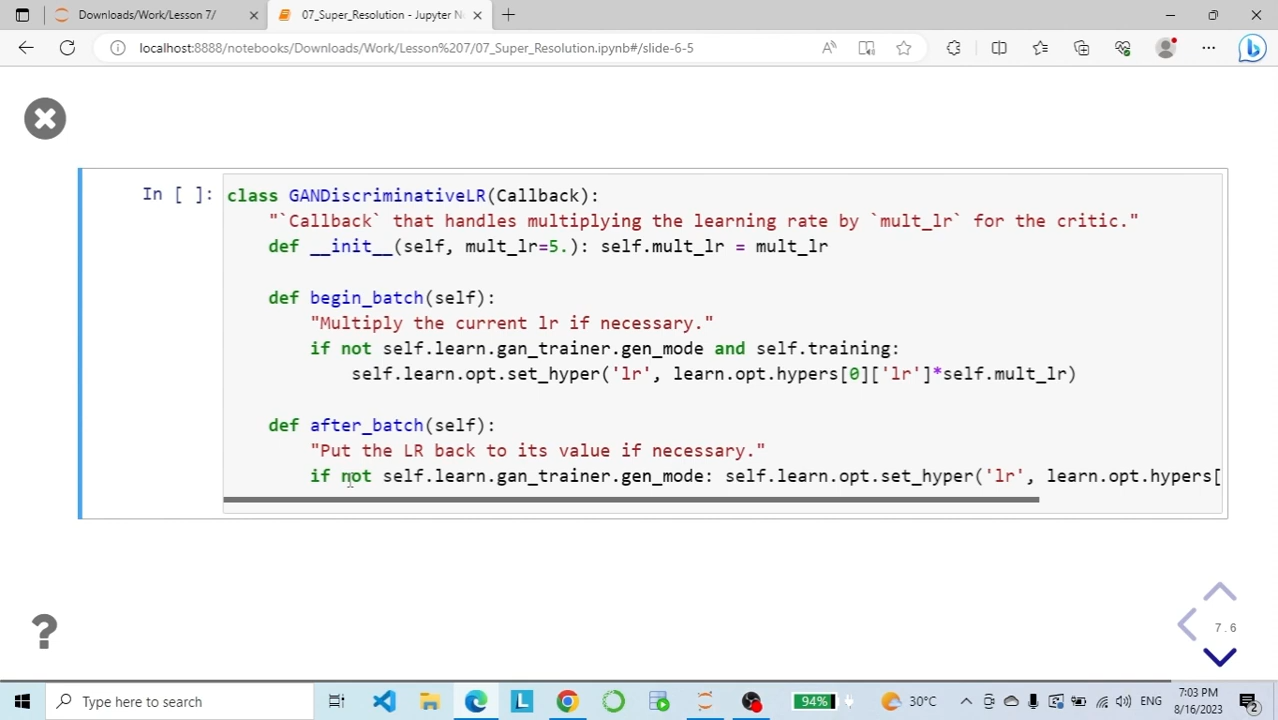 Downloads/Work/Lesson 7/
07_Super_Resolution - Jupyter No
localhost:8888/notebooks/Downloads/Work/Lesson%207/07_Super_Resolution.ipynb#/slide-6-5
In [ ]:
class GANDiscriminativeLR(Callback):
"`Callback` that handles multiplying the learning rate by `mult_lr` for the critic."
def __init__(self, mult_lr=5.): self.mult_lr = mult_lr
def begin_batch(self):
"Multiply the current lr if necessary."
if not self.learn.gan_trainer.gen_mode and self.training:
self.learn.opt.set_hyper('lr', learn.opt.hypers[0]['lr']*self.mult_lr)
def after_batch(self):
"Put the LR back to its value if necessary."
if not self.learn.gan_trainer.gen_mode: self.learn.opt.set_hyper('lr', learn.opt.hypers[
?
7.6
Type here to search
L
94%
30°C
ENG
7:03 PM
8/16/2023
2